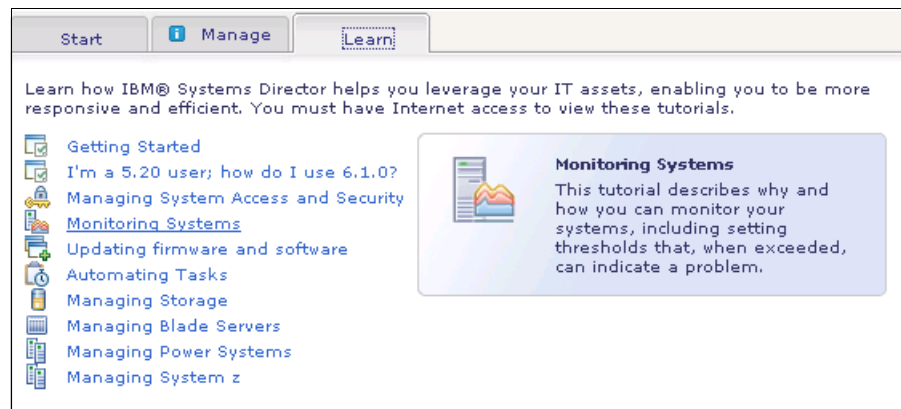 Start
Manage
Learn
Learn how IBM® Systems Director helps you leverage your IT assets, enabling you to be more
responsive and efficient. You must have Internet access to view these tutorials.
Getting Started
I'm a 5.20 user; how do I use 6.1.0?
Managing System Access and Security
Monitoring Systems
Updating firmware and software
Automating Tasks
Managing Storage
Managing Blade Servers
Managing Power Systems
Managing System z
Monitoring Systems
This tutorial describes why and
how you can monitor your
systems, including setting
thresholds that, when exceeded,
can indicate a problem.